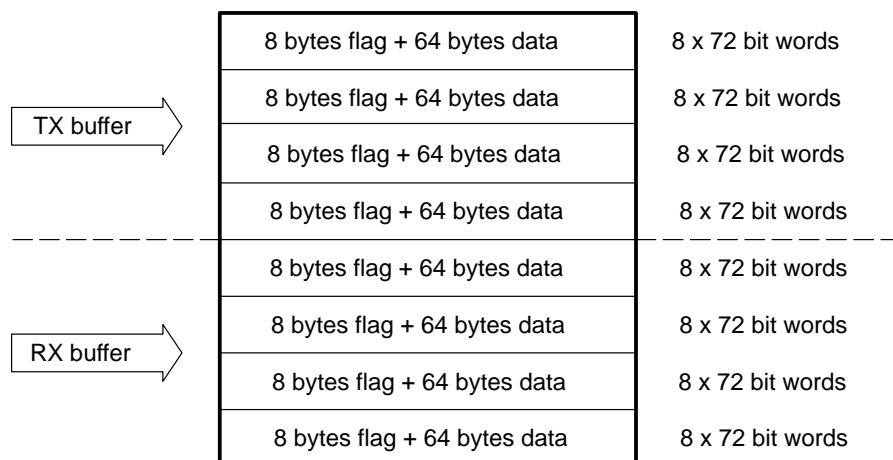 8 bytes flag + 64 bytes data 8 x 72 bit words
8 bytes flag + 64 bytes data 8 x 72 bit words
TX buffer
8 bytes flag + 64 bytes data 8 x 72 bit words
8 bytes flag + 64 bytes data 8 x 72 bit words
8 bytes flag + 64 bytes data 8 x 72 bit words
8 bytes flag + 64 bytes data 8 x 72 bit words
RX buffer
8 bytes flag + 64 bytes data 8 x 72 bit words
8 bytes flag + 64 bytes data 8 x 72 bit words